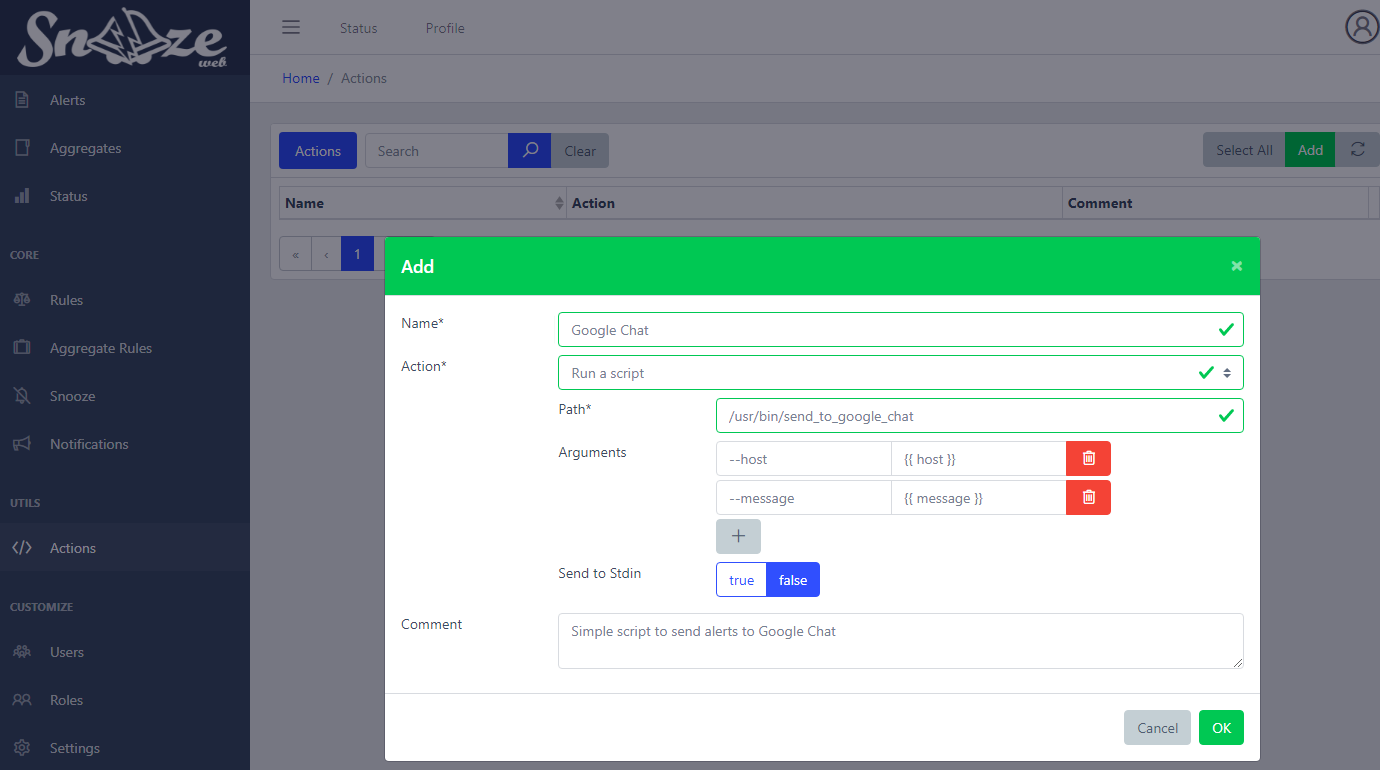 Snooze
web
Alerts
Aggregates
Status
CORE
Rules
Aggregate Rules
Snooze
Notifications
UTILS
Actions
CUSTOMIZE
Users
Roles
Settings
Status Profile
Home / Actions
Actions Search Clear Select All Add
Name Action Comment
« ‹ 1
Add ×
Name* Google Chat
Action* Run a script
Path* /usr/bin/send_to_google_chat
Arguments --host {{ host }}
--message {{ message }}
+
Send to Stdin true false
Comment Simple script to send alerts to Google Chat
Cancel OK